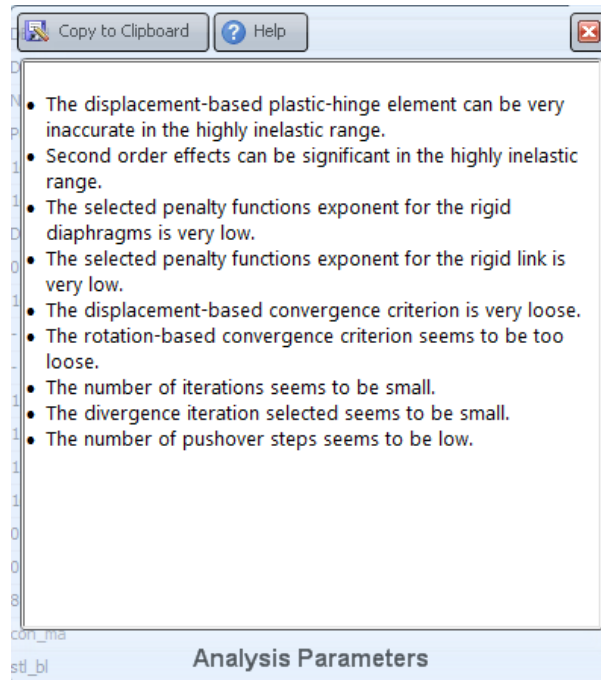 Copy to Clipboard
Help
• The displacement-based plastic-hinge element can be very
inaccurate in the highly inelastic range.
• Second order effects can be significant in the highly inelastic
range.
• The selected penalty functions exponent for the rigid
diaphragms is very low.
• The selected penalty functions exponent for the rigid link is
very low.
• The displacement-based convergence criterion is very loose.
• The rotation-based convergence criterion seems to be too
loose.
• The number of iterations seems to be small.
• The divergence iteration selected seems to be small.
• The number of pushover steps seems to be low.
con_ma
stl_bl
Analysis Parameters